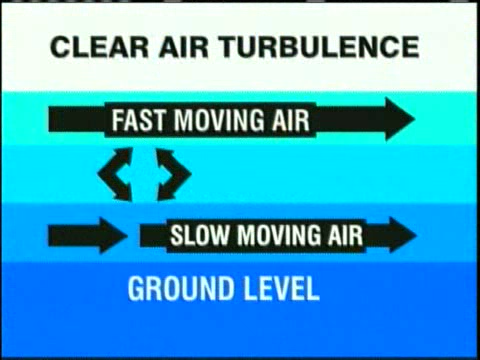 CLEAR AIR TURBULENCE
FAST MOVING AIR
SLOW MOVING AIR
GROUND LEVEL